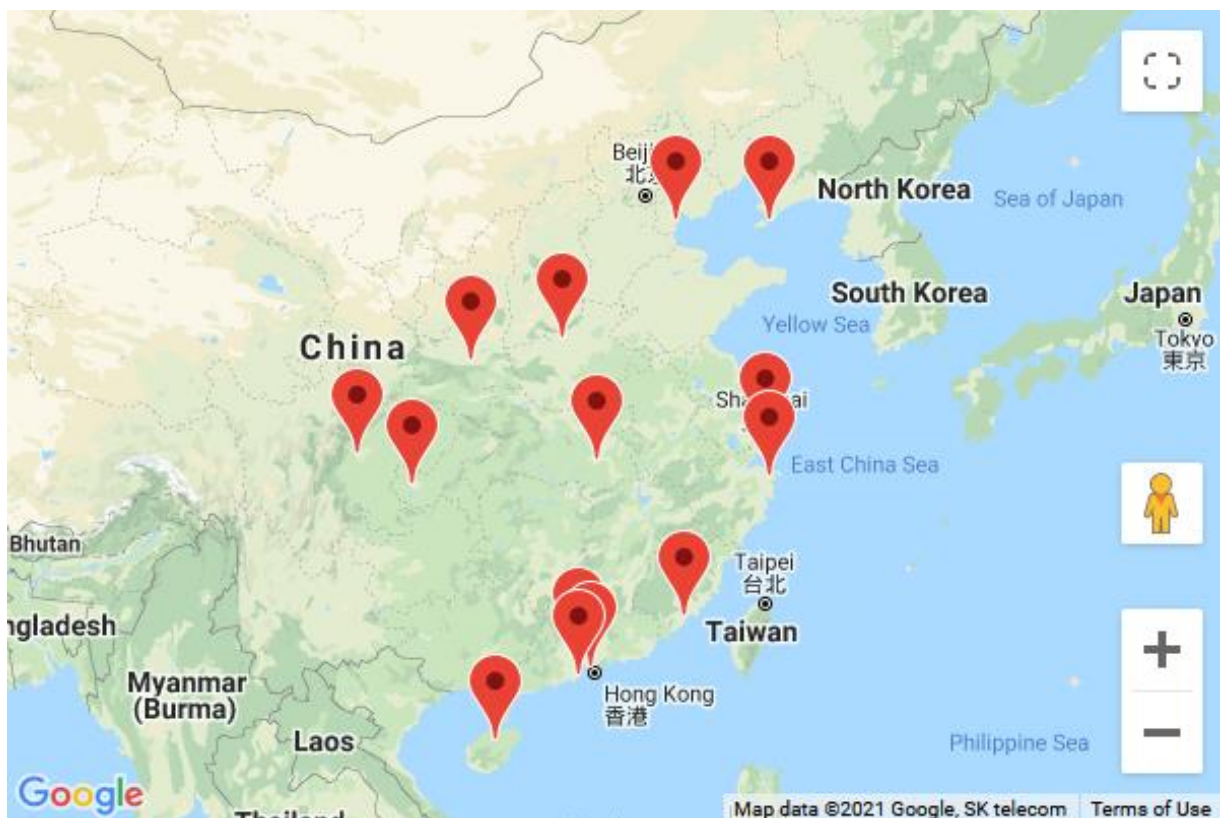 Beiji
北京
North Korea
Sea of Japan
South Korea
Japan
Yellow Sea
Tokyo
東京
China
Sha ai
East China Sea
Bhutan
Taipei
台北
ngladesh
Taiwan
Myanmar
(Burma)
Hong Kong
香港
Laos
Philippine Sea
Google
Thailand
Map data ©2021 Google, SK telecom
Terms of Use